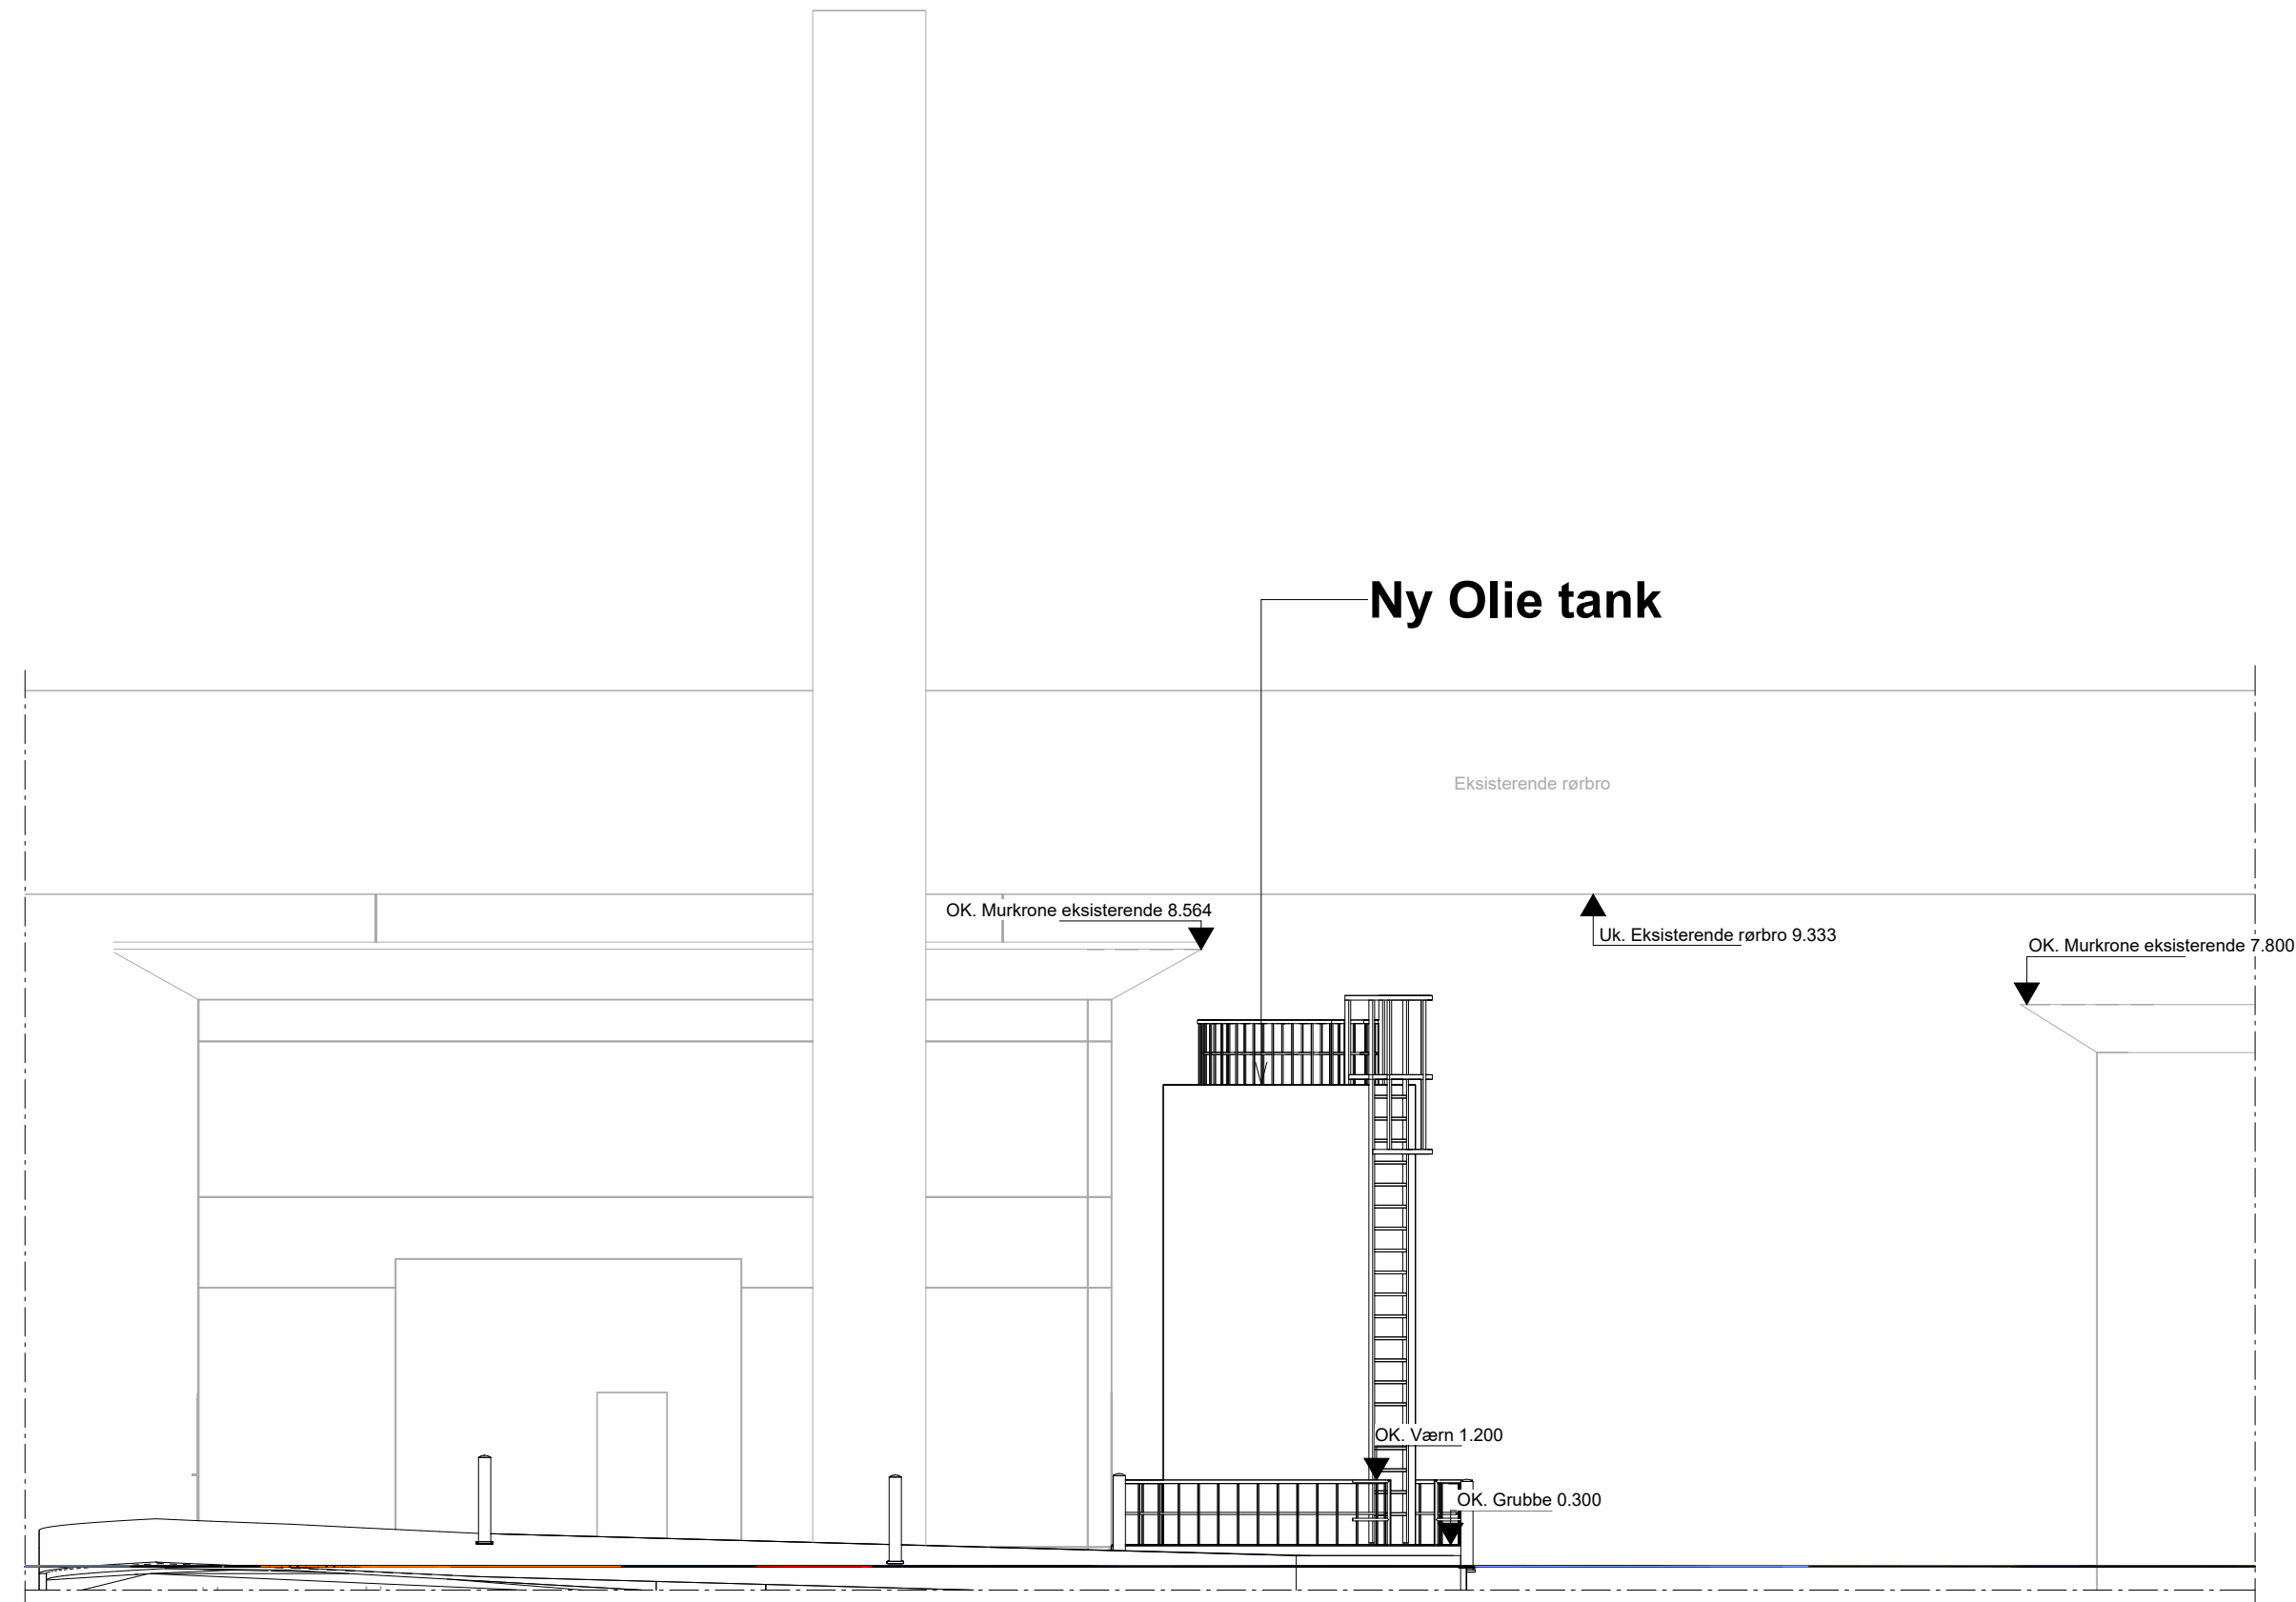 Ny Olie tank
Eksisterende rørbro
OK. Murkrone eksisterende 8.564
Uk. Eksisterende rørbro 9.333
OK. Murkrone eksisterende 7.800
OK. Værn 1.200
OK. Grubbe 0.300